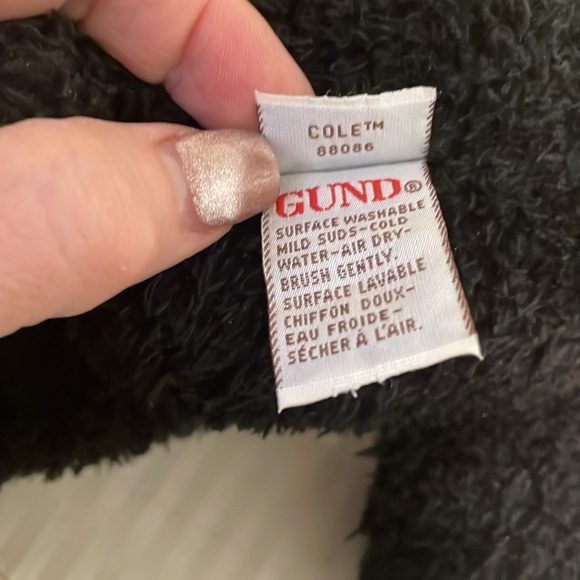 COLE™
88086
GUND®
SURFACE WASHABLE
MILD SUDS-COLD
WATER-AIR DRY-
BRUSH GENTLY.
SURFACE LAVABLE
CHIFFON DOUX-
EAU FROIDE-
SÉCHER À L'AIR.